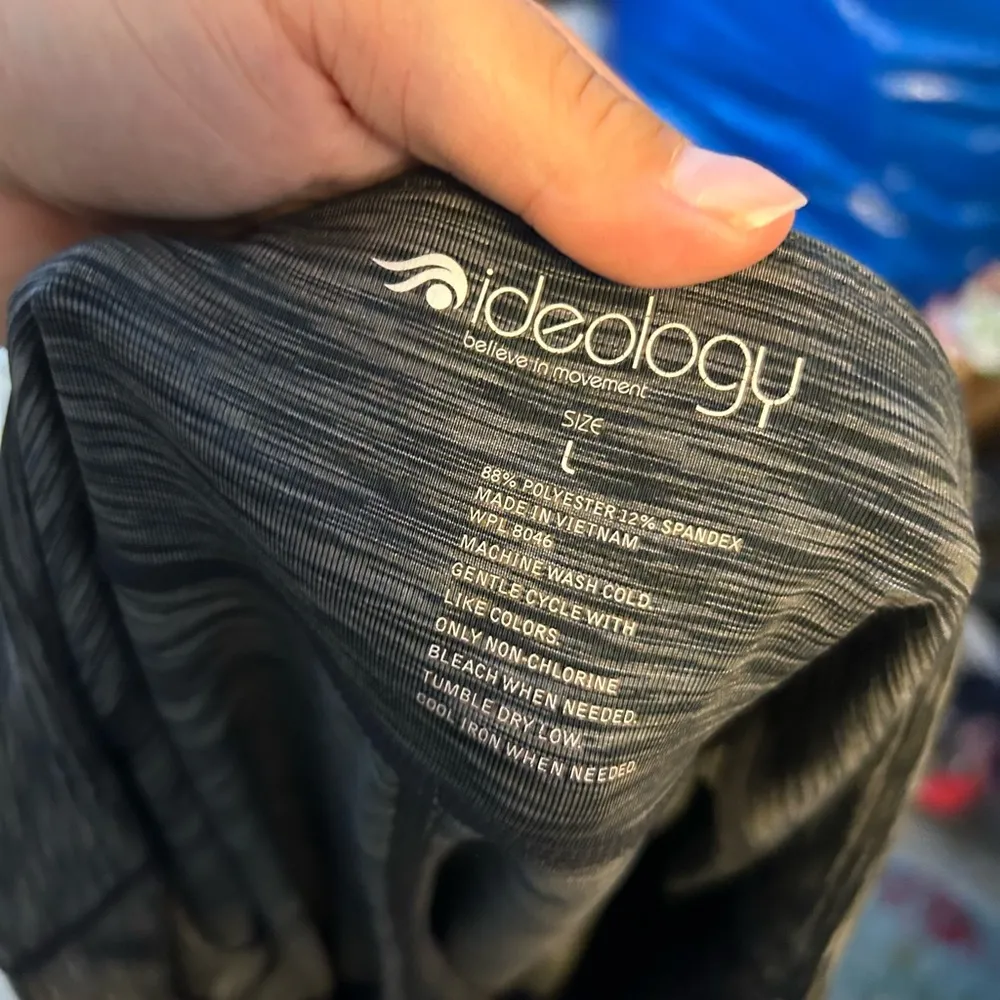 ideology
believe in movement
SIZE
L
88% POLYESTER 12% SPANDEX
MADE IN VIETNAM
WPL 8046
MACHINE WASH COLD
GENTLE CYCLE WITH
LIKE COLORS.
ONLY NON-CHLORINE
BLEACH WHEN NEEDED.
TUMBLE DRY LOW.
COOL IRON WHEN NEEDED.